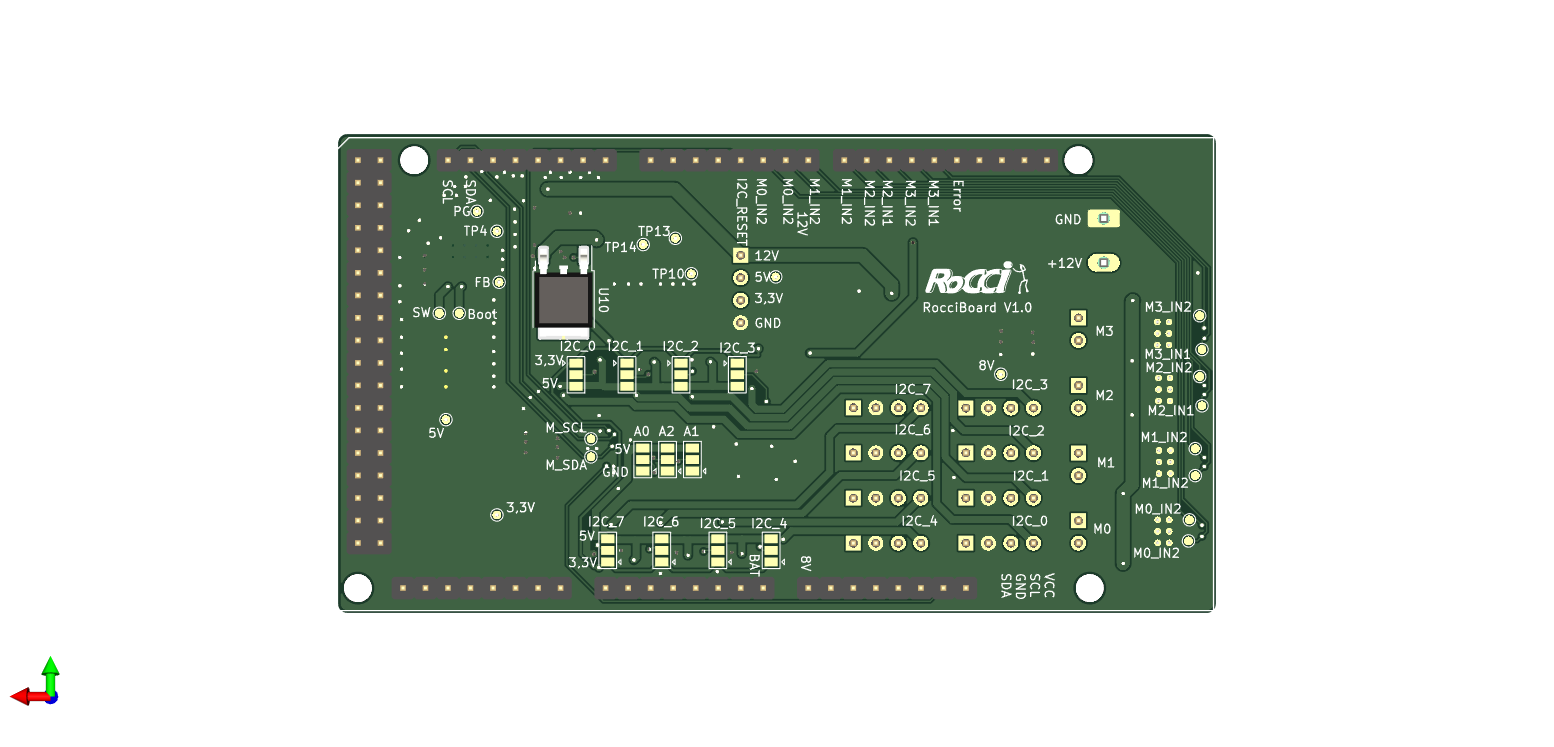 SCL
SDA
I2C_RESET
M0_IN2
M0_IN2
12V
M1_IN2
M1_IN2
M2_IN2
M2_IN1
M3_IN2
M3_IN1
Error
PG
TP4
TP14
TP13
TP10
GND
+12V
12V
5V
3,3V
GND
FB
SW
Boot
U10
RoCCi
RocciBoard V1.0
M3_IN2
M3
M3_IN1
I2C_0
I2C_1
I2C_2
I2C_3
3,3V
5V
8V
M2_IN2
M2
M2_IN1
I2C_7
I2C_3
5V
M_SCL
M_SDA
A0
A2
A1
5V
GND
I2C_6
I2C_2
M1_IN2
M1
M1_IN2
I2C_5
I2C_1
3,3V
I2C_7
I2C_6
I2C_5
I2C_4
5V
3,3V
BAT
8V
I2C_4
I2C_0
M0_IN2
M0
M0_IN2
SDA
GND
SCL
VCC